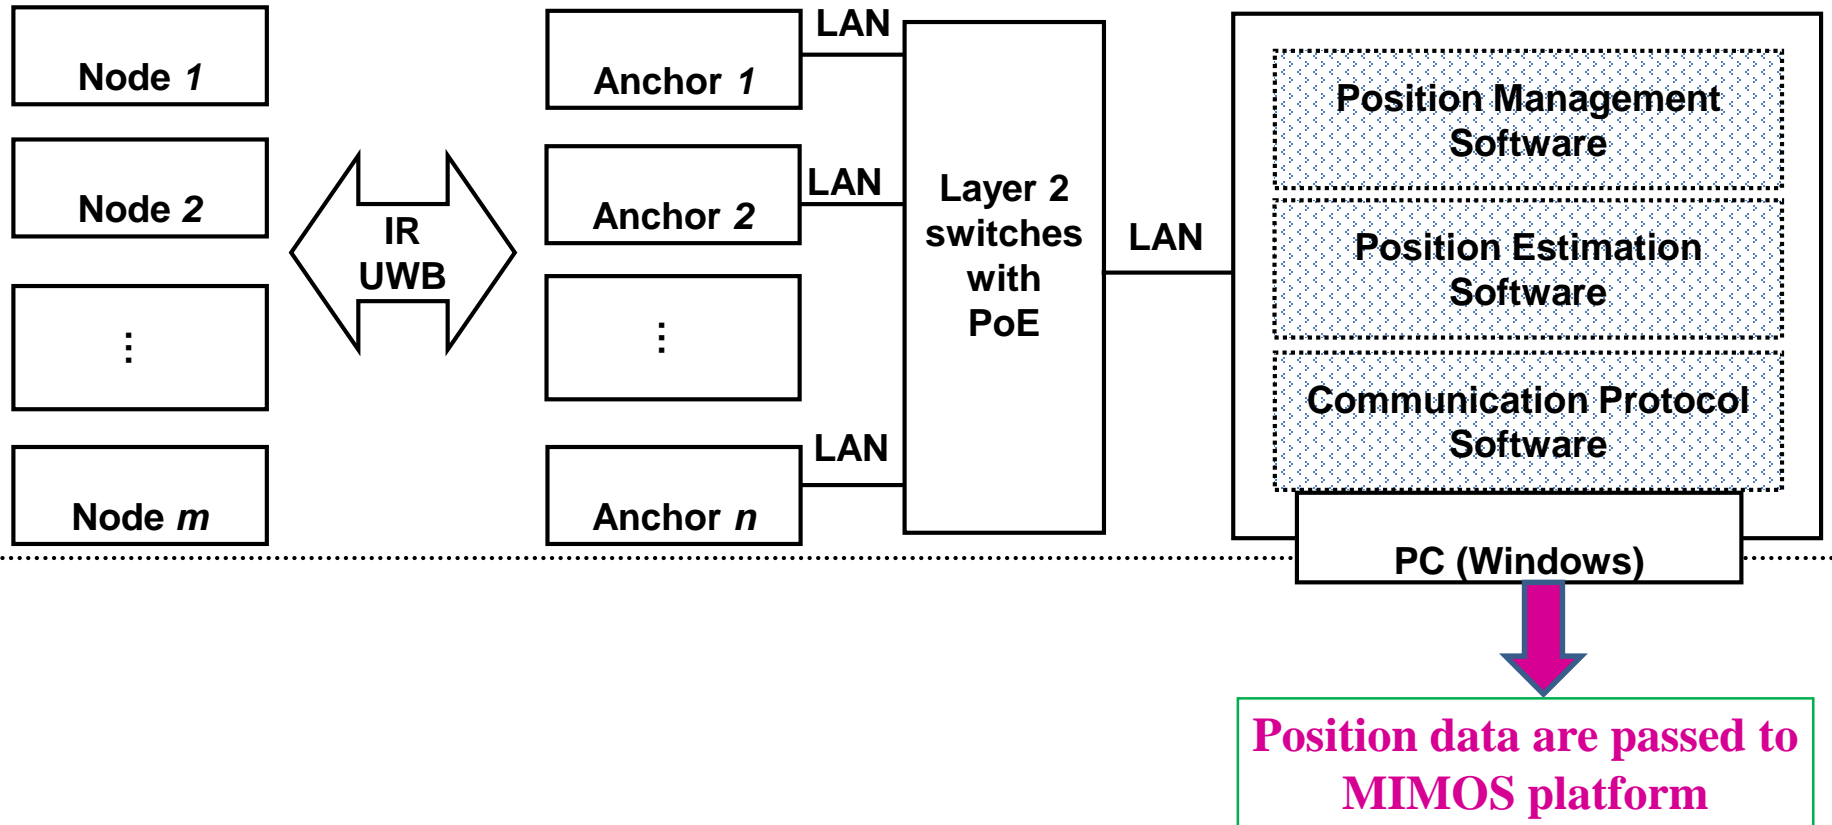 Node 1
Node 2
⋮
Node m
IR
UWB
Anchor 1
Anchor 2
⋮
Anchor n
LAN
LAN
LAN
Layer 2
switches
with
PoE
LAN
Position Management
Software
Position Estimation
Software
Communication Protocol
Software
PC (Windows)
Position data are passed to
MIMOS platform